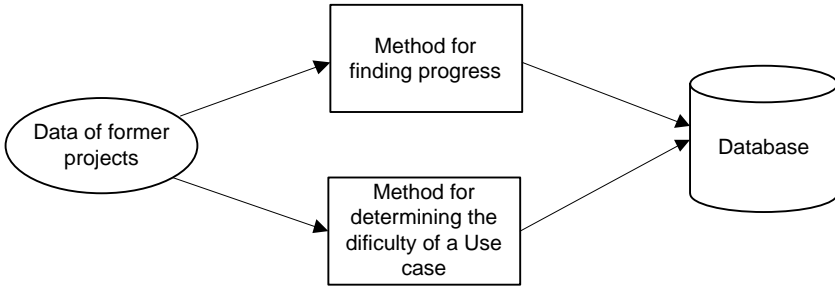 Method for
finding progress
Data of former
projects
Database
Method for
determining the
dificulty of a Use
case